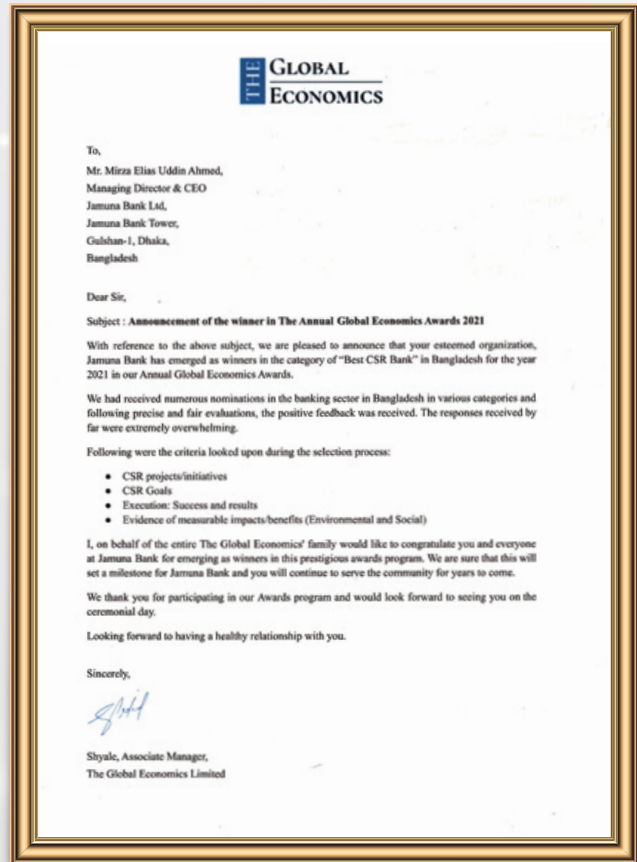 THE GLOBAL
ECONOMICS
To,
Mr. Mirza Elias Uddin Ahmed,
Managing Director & CEO
Jamuna Bank Ltd,
Jamuna Bank Tower,
Gulshan-1, Dhaka,
Bangladesh
Dear Sir,
Subject : Announcement of the winner in The Annual Global Economics Awards 2021
With reference to the above subject, we are pleased to announce that your esteemed organization,
Jamuna Bank has emerged as winners in the category of “Best CSR Bank” in Bangladesh for the year
2021 in our Annual Global Economics Awards.
We had received numerous nominations in the banking sector in Bangladesh in various categories and
following precise and fair evaluations, the positive feedback was received. The responses received by
far were extremely overwhelming.
Following were the criteria looked upon during the selection process:
• CSR projects/initiatives
• CSR Goals
• Execution: Success and results
• Evidence of measurable impacts/benefits (Environmental and Social)
I, on behalf of the entire The Global Economics' family would like to congratulate you and everyone
at Jamuna Bank for emerging as winners in this prestigious awards program. We are sure that this will
set a milestone for Jamuna Bank and you will continue to serve the community for years to come.
We thank you for participating in our Awards program and would look forward to seeing you on the
ceremonial day.
Looking forward to having a healthy relationship with you.
Sincerely,
Shyale, Associate Manager,
The Global Economics Limited